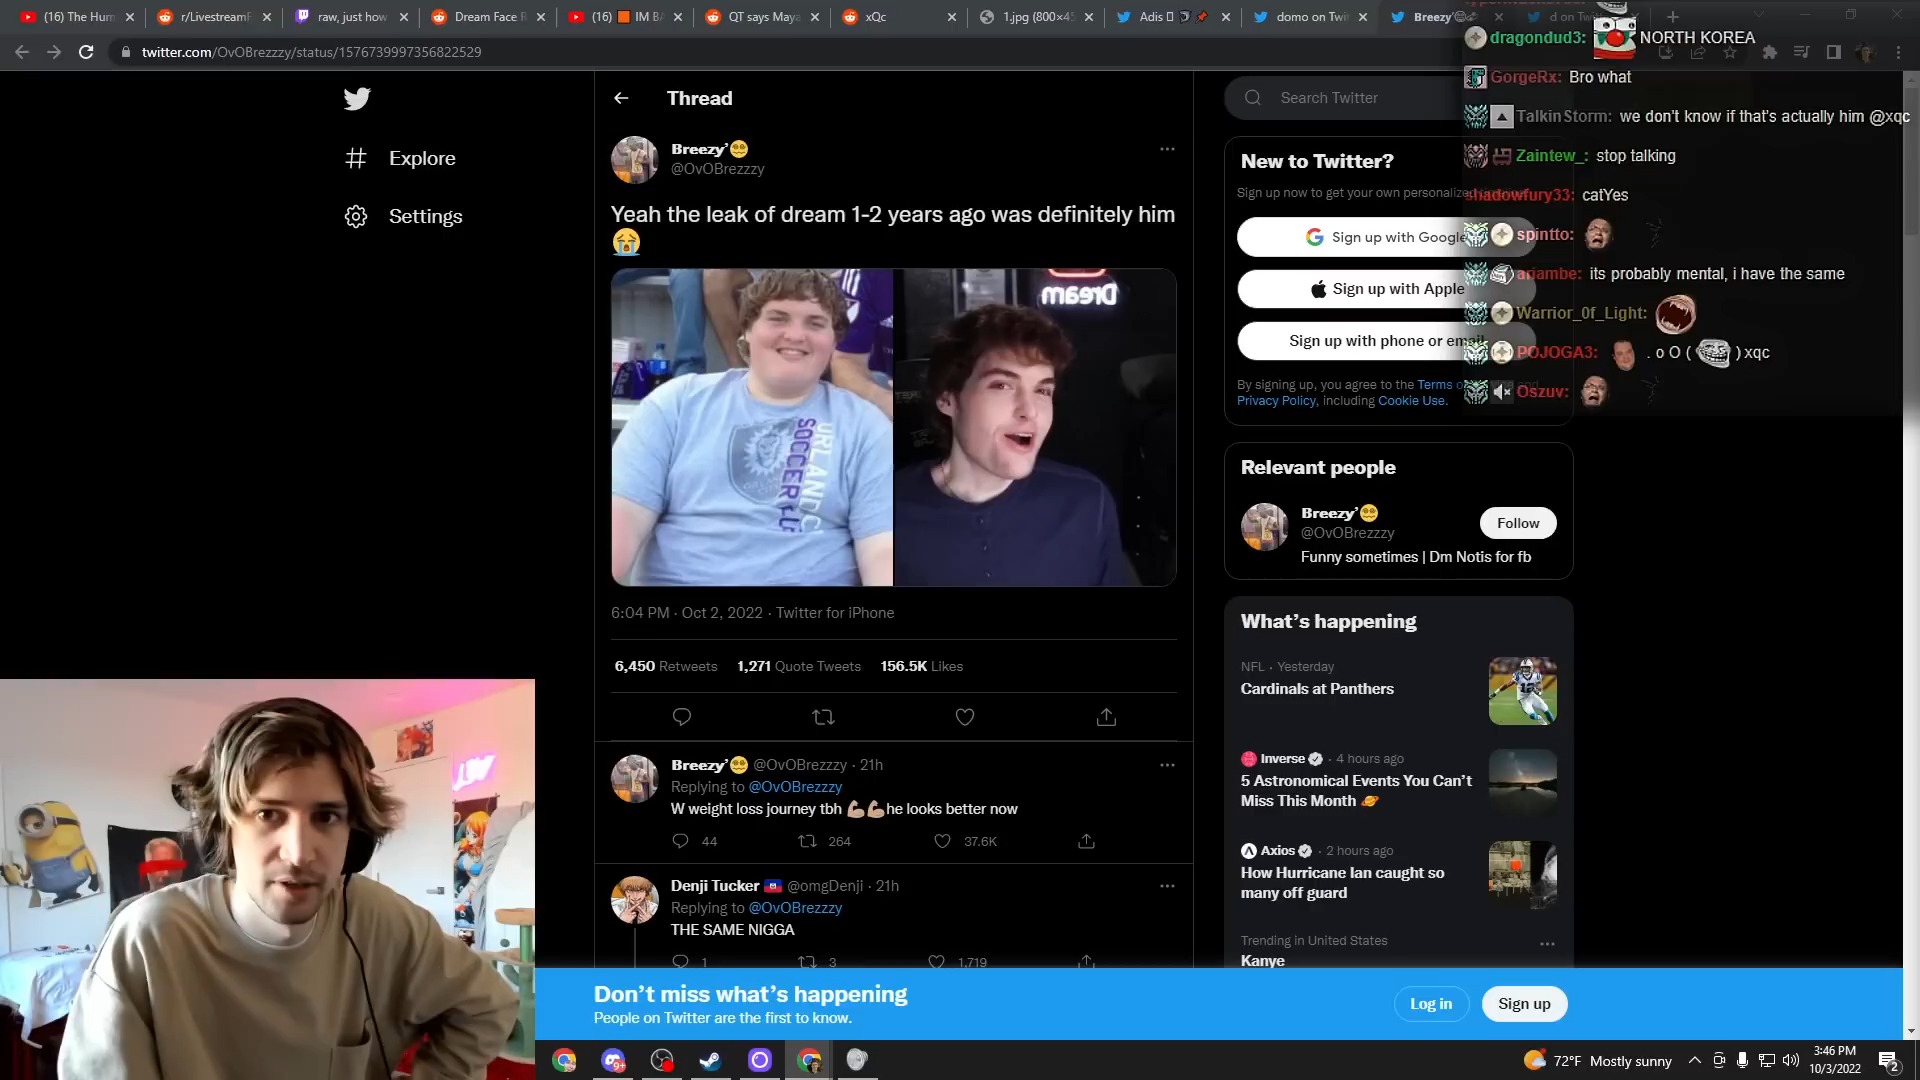 (16) The Hum
r/LivestreamF
raw, just how
Dream Face R
(16) IM BA
QT says Maya
xQc
1.jpg (800×45
Adis
domo on Twit
Breezy
d on Twi
twitter.com/OvOBrezzzy/status/1576739997356822529
Explore
Settings
Thread
Breezy'
@OvOBrezzzy
Yeah the leak of dream 1-2 years ago was definitely him
Dream
ORLANDO C
SOCCER CL
6:04 PM · Oct 2, 2022 · Twitter for iPhone
6,450 Retweets 1,271 Quote Tweets 156.5K Likes
Breezy' @OvOBrezzzy · 21h
Replying to @OvOBrezzzy
W weight loss journey tbh 💪💪he looks better now
44 264 37.6K
Denji Tucker @omgDenji · 21h
Replying to @OvOBrezzzy
THE SAME NIGGA
1 3 1,719
Search Twitter
New to Twitter?
Sign up now to get your own personalized
Sign up with Google
Sign up with Apple
Sign up with phone or email
By signing up, you agree to the Terms
Privacy Policy, including Cookie Use.
Relevant people
Breezy'
@OvOBrezzzy
Follow
Funny sometimes | Dm Notis for fb
What's happening
NFL · Yesterday
Cardinals at Panthers
Inverse · 4 hours ago
5 Astronomical Events You Can't
Miss This Month
Axios · 2 hours ago
How Hurricane Ian caught so
many off guard
Trending in United States
Kanye
dragondud3: NORTH KOREA
GorgeRx: Bro what
TalkinStorm: we don't know if that's actually him @xqc
Zaintew_: stop talking
shadowfury33: catYes
spintto:
ariambe: its probably mental, i have the same
Warrior_0f_Light:
POJOGA3: . o O ( ) xqc
Oszuv:
Don't miss what's happening
People on Twitter are the first to know.
Log in
Sign up
72°F Mostly sunny
3:46 PM
10/3/2022
2